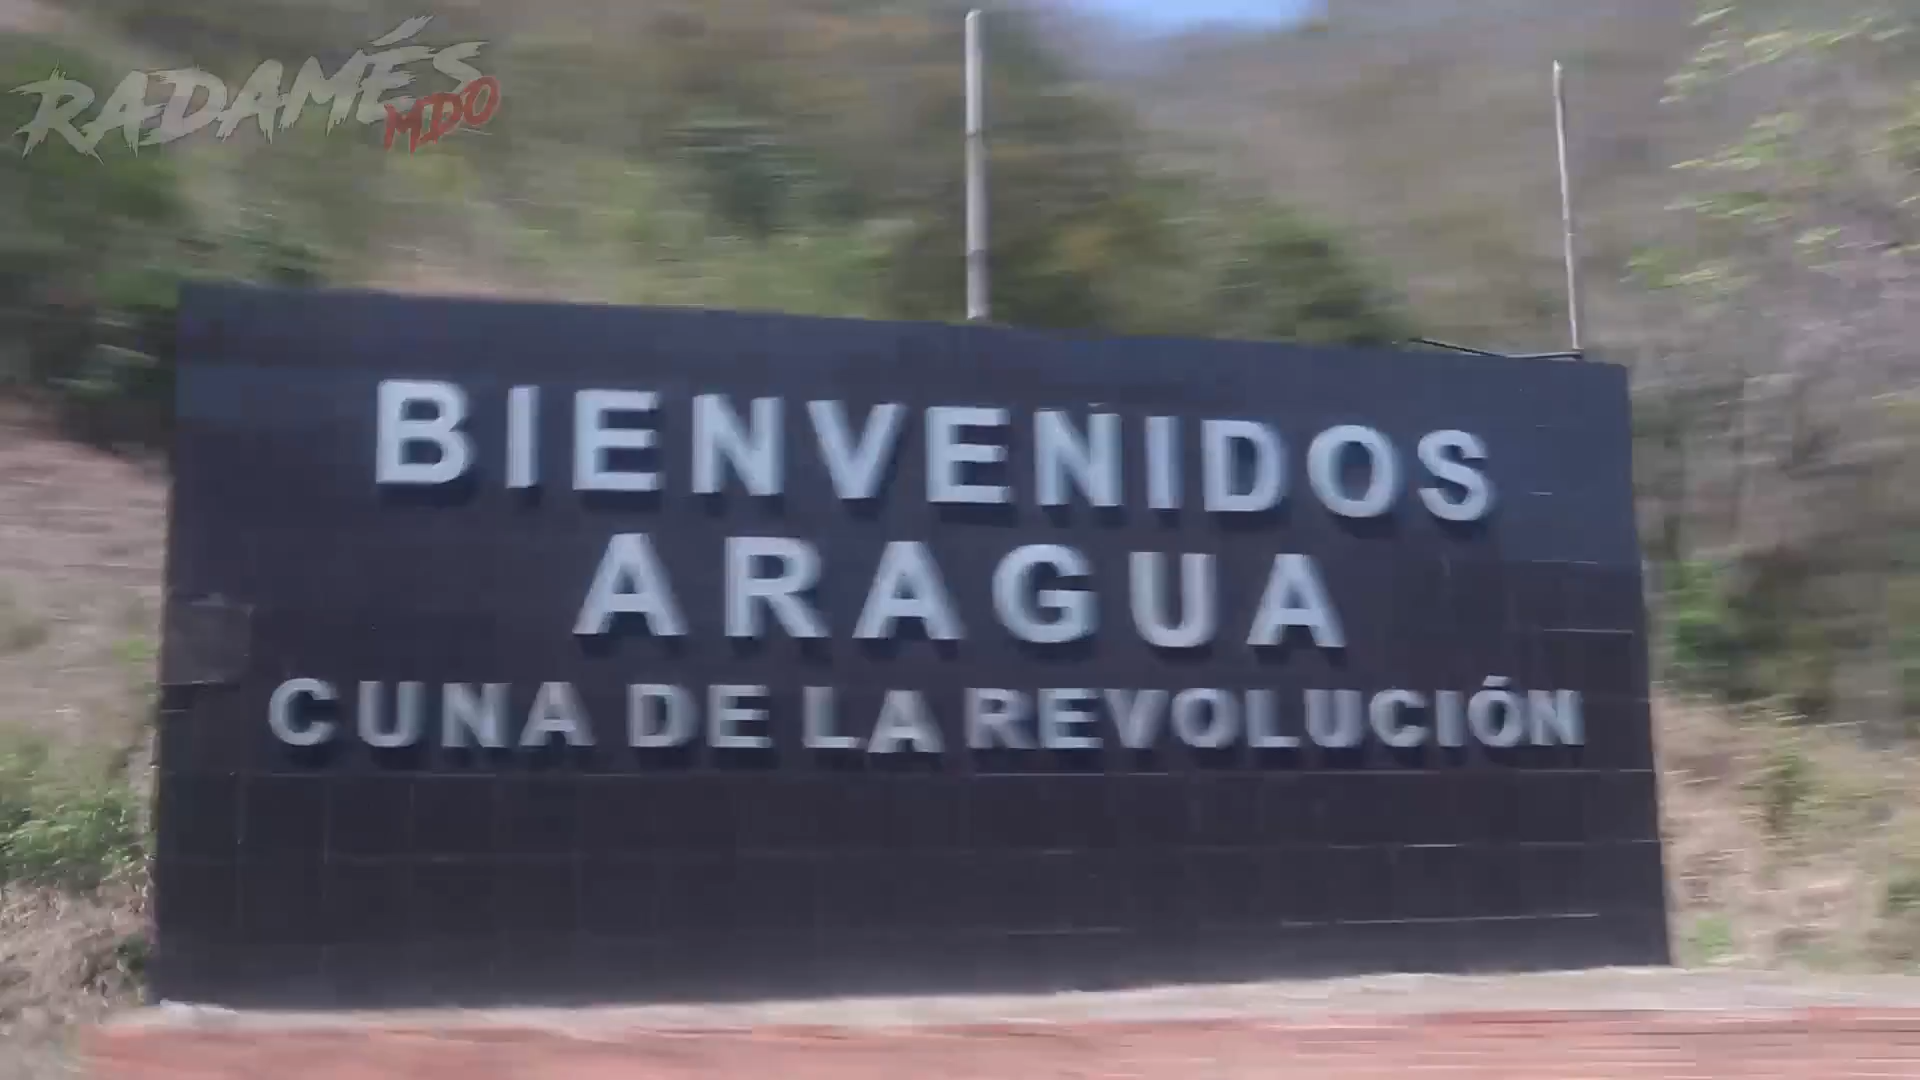 RADAMÉS
MDO
BIENVENIDOS
ARAGUA
CUNA DE LA REVOLUCIÓN